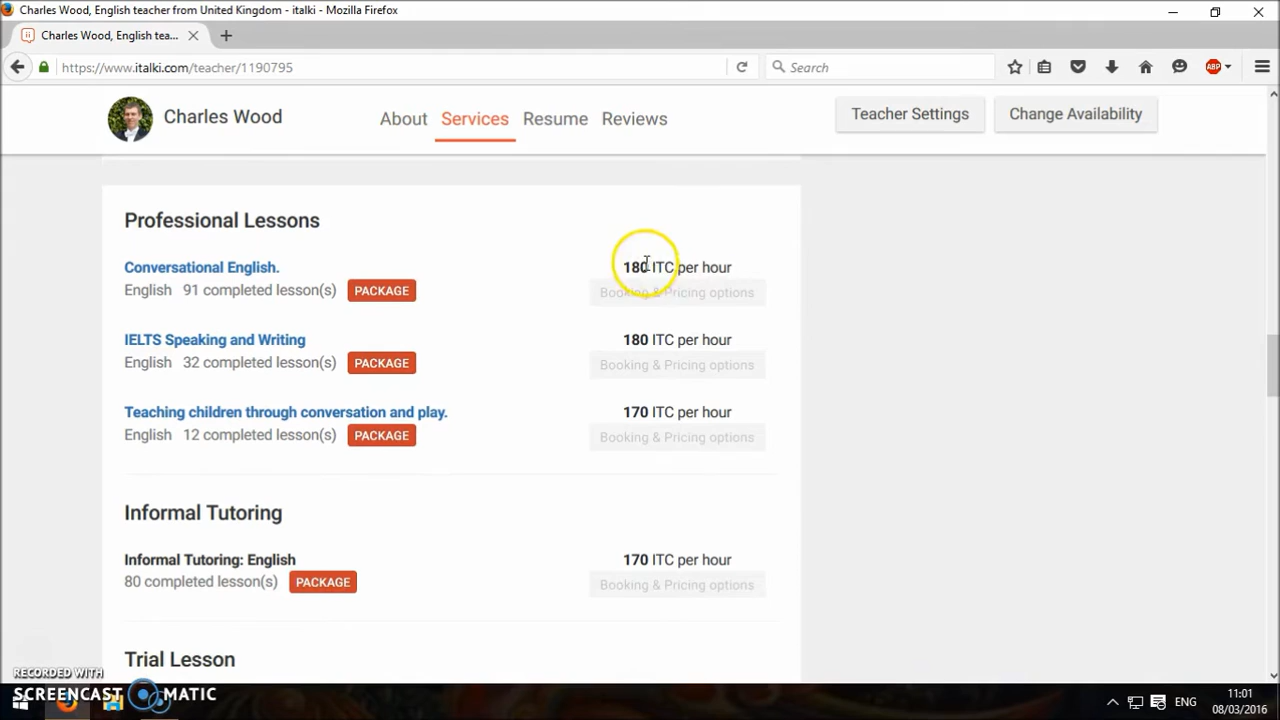 Charles Wood, English teacher from United Kingdom - italki - Mozilla Firefox
Charles Wood, English tea...
https://www.italki.com/teacher/1190795
Search
ABP
Charles Wood
About
Services
Resume
Reviews
Teacher Settings
Change Availability
Professional Lessons
Conversational English.
180 ITC per hour
English 91 completed lesson(s) PACKAGE
Booking & Pricing options
IELTS Speaking and Writing
180 ITC per hour
English 32 completed lesson(s) PACKAGE
Booking & Pricing options
Teaching children through conversation and play.
170 ITC per hour
English 12 completed lesson(s) PACKAGE
Booking & Pricing options
Informal Tutoring
Informal Tutoring: English
170 ITC per hour
80 completed lesson(s) PACKAGE
Booking & Pricing options
Trial Lesson
RECORDED WITH
SCREENCAST MATIC
ENG
11:01
08/03/2016